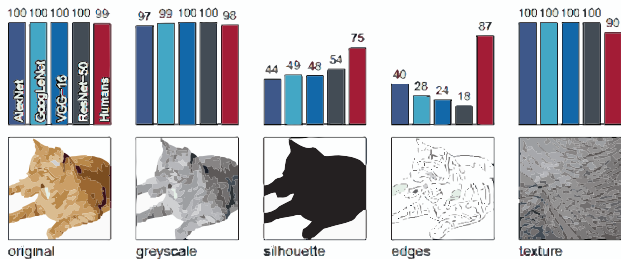 100 100 100 100 99
97 99 100 100 98
44 49 48 54 75
40 28 24 18 87
100 100 100 100 90
AlexNet
GoogLeNet
VGG-16
ResNet-50
Humans
original
greyscale
silhouette
edges
texture